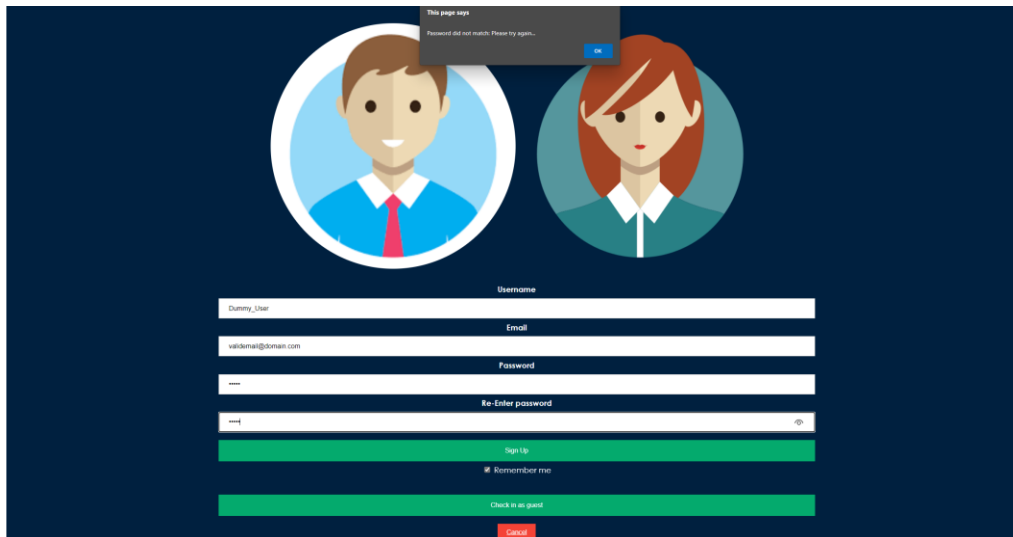 This page says
Password did not match: Please try again...
OK
Username
Dummy_User
Email
validemail@domain.com
Password
•••••
Re-Enter password
•••••
Sign Up
Remember me
Check in as guest
Cancel